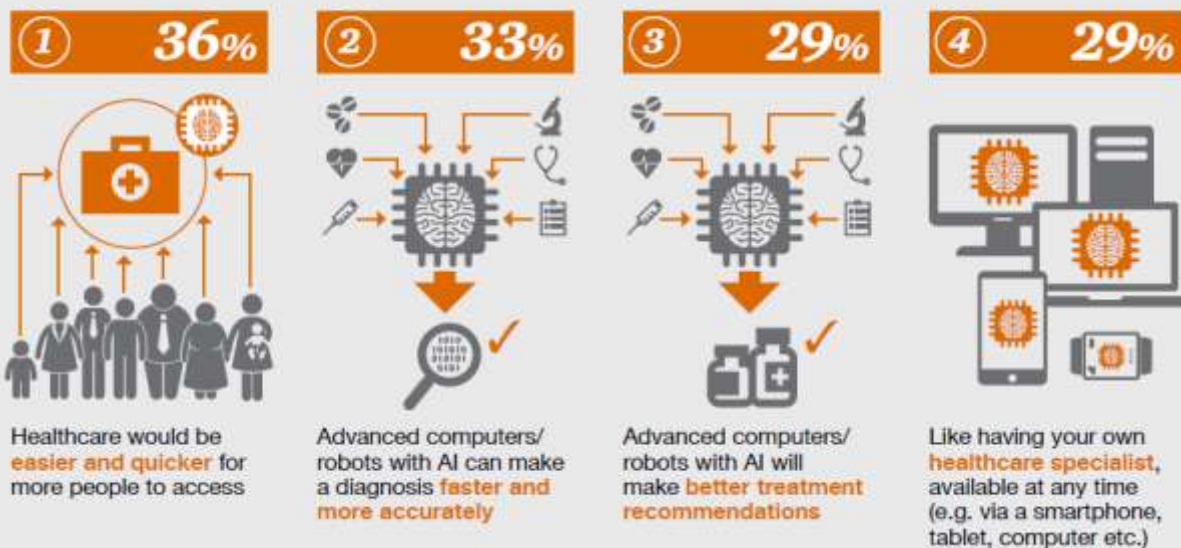 1 36%
2 33%
3 29%
4 29%
Healthcare would be
easier and quicker for
more people to access
Advanced computers/
robots with AI can make
a diagnosis faster and
more accurately
Advanced computers/
robots with AI will
make better treatment
recommendations
Like having your own
healthcare specialist,
available at any time
(e.g. via a smartphone,
tablet, computer etc.)